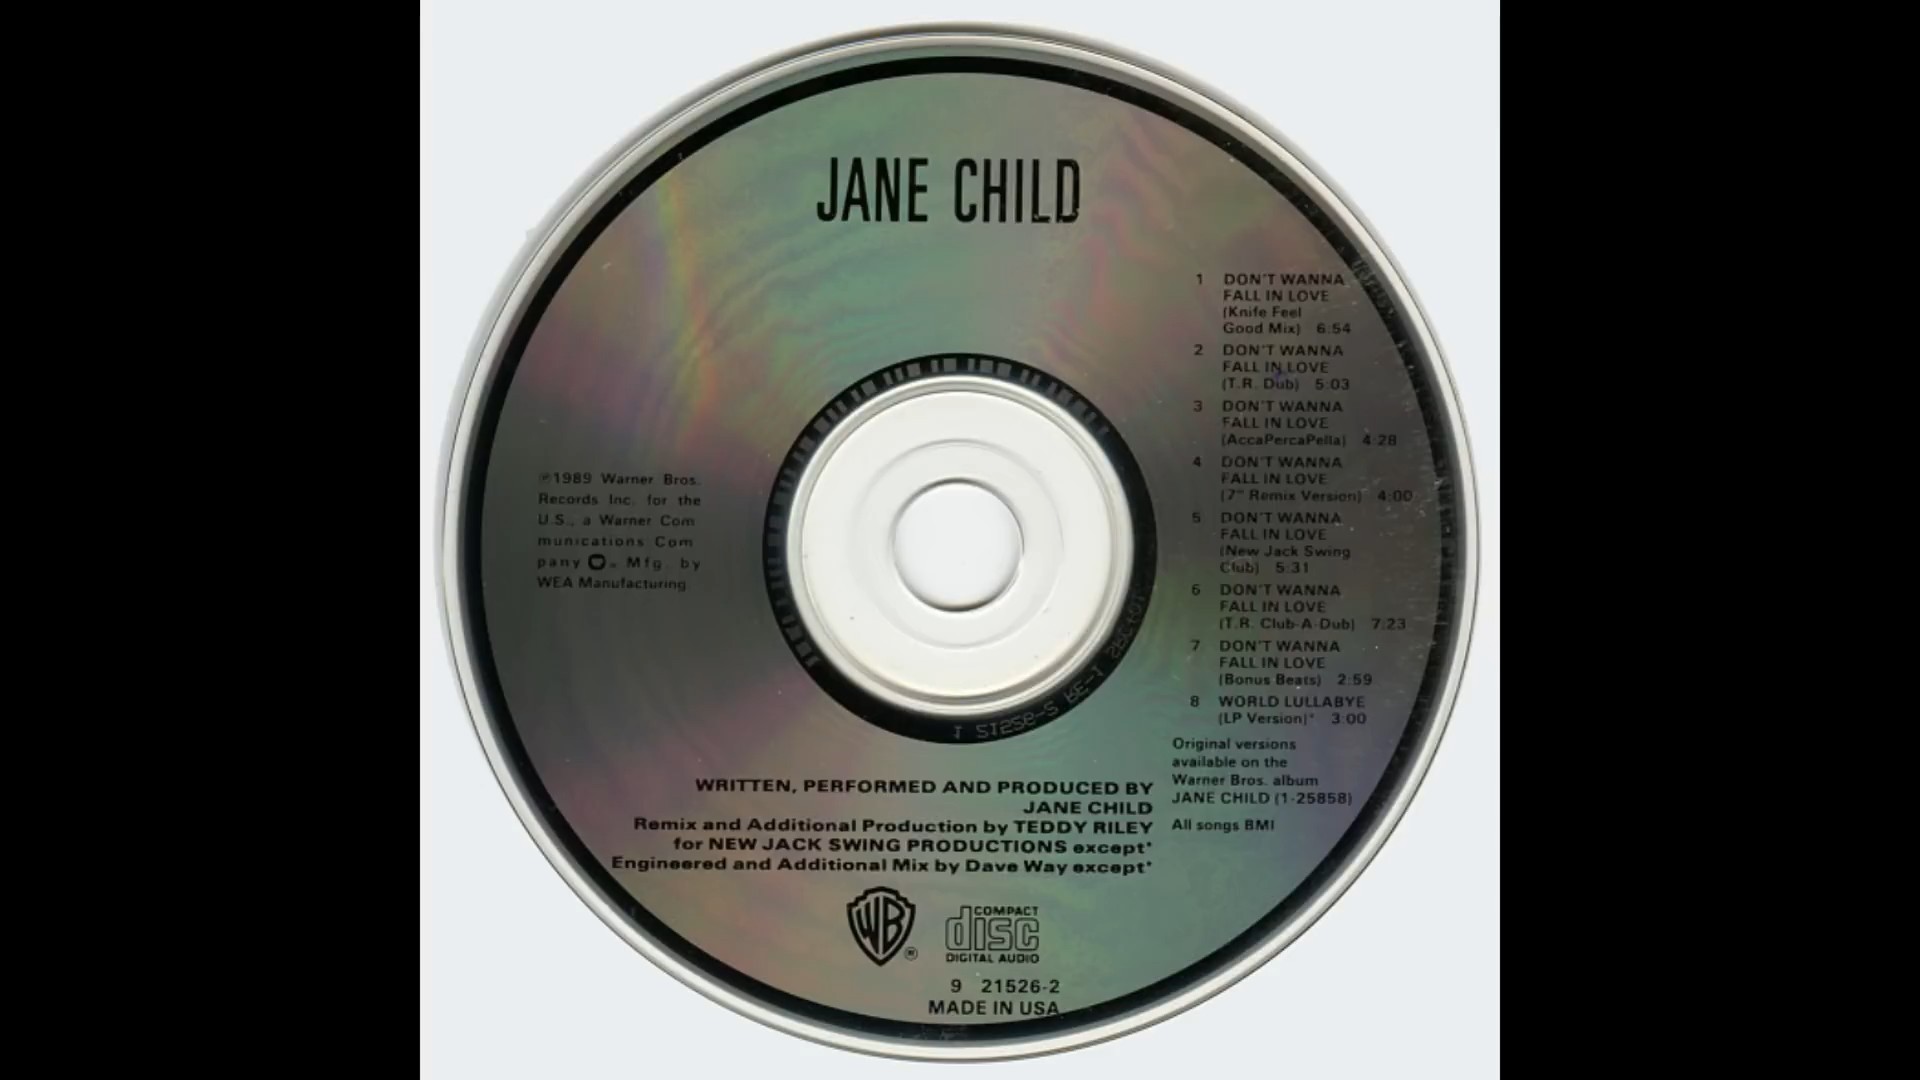 JANE CHILD
1 DON'T WANNA
FALL IN LOVE
(Knife Feel
Good Mix) 6:54
2 DON'T WANNA
FALL IN LOVE
(T.R. Dub) 5:03
3 DON'T WANNA
FALL IN LOVE
(AccaPercaPella) 4:28
4 DON'T WANNA
FALL IN LOVE
(7" Remix Version) 4:00
5 DON'T WANNA
FALL IN LOVE
(New Jack Swing
Club) 5:31
6 DON'T WANNA
FALL IN LOVE
(T.R. Club-A-Dub) 7:23
7 DON'T WANNA
FALL IN LOVE
(Bonus Beats) 2:59
8 WORLD LULLABYE
(LP Version)* 3:00
Original versions
available on the
Warner Bros. album
JANE CHILD (1-25858)
All songs BMI
℗1989 Warner Bros.
Records Inc. for the
U.S., a Warner Com
munications Com
pany Mfg. by
WEA Manufacturing.
WRITTEN, PERFORMED AND PRODUCED BY
JANE CHILD
Remix and Additional Production by TEDDY RILEY
for NEW JACK SWING PRODUCTIONS except*
Engineered and Additional Mix by Dave Way except*
WB ®
COMPACT
disc
DIGITAL AUDIO
9 21526-2
MADE IN USA